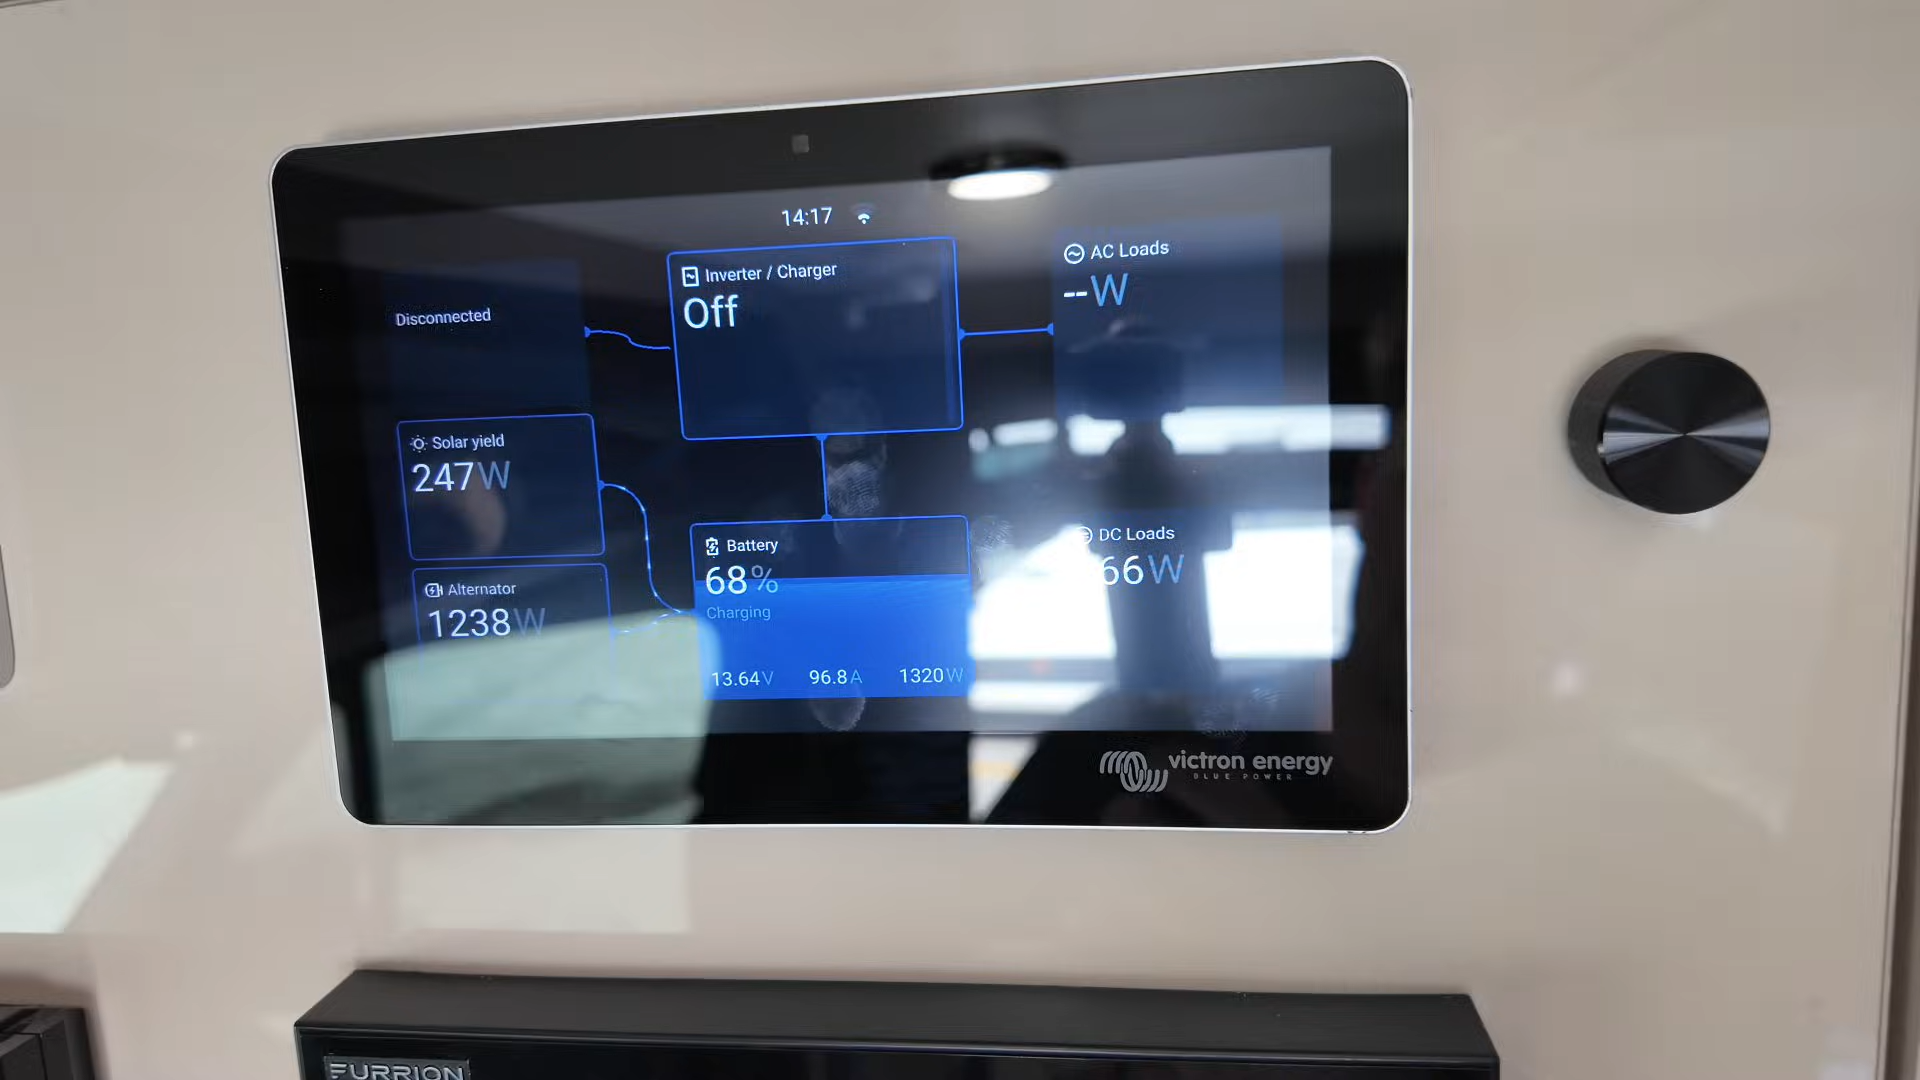 14:17
Disconnected
Inverter / Charger
Off
AC Loads
--W
Solar yield
247W
Alternator
1238W
Battery
68%
Charging
13.64V 96.8A 1320W
DC Loads
66W
victron energy
BLUE POWER
FURRION